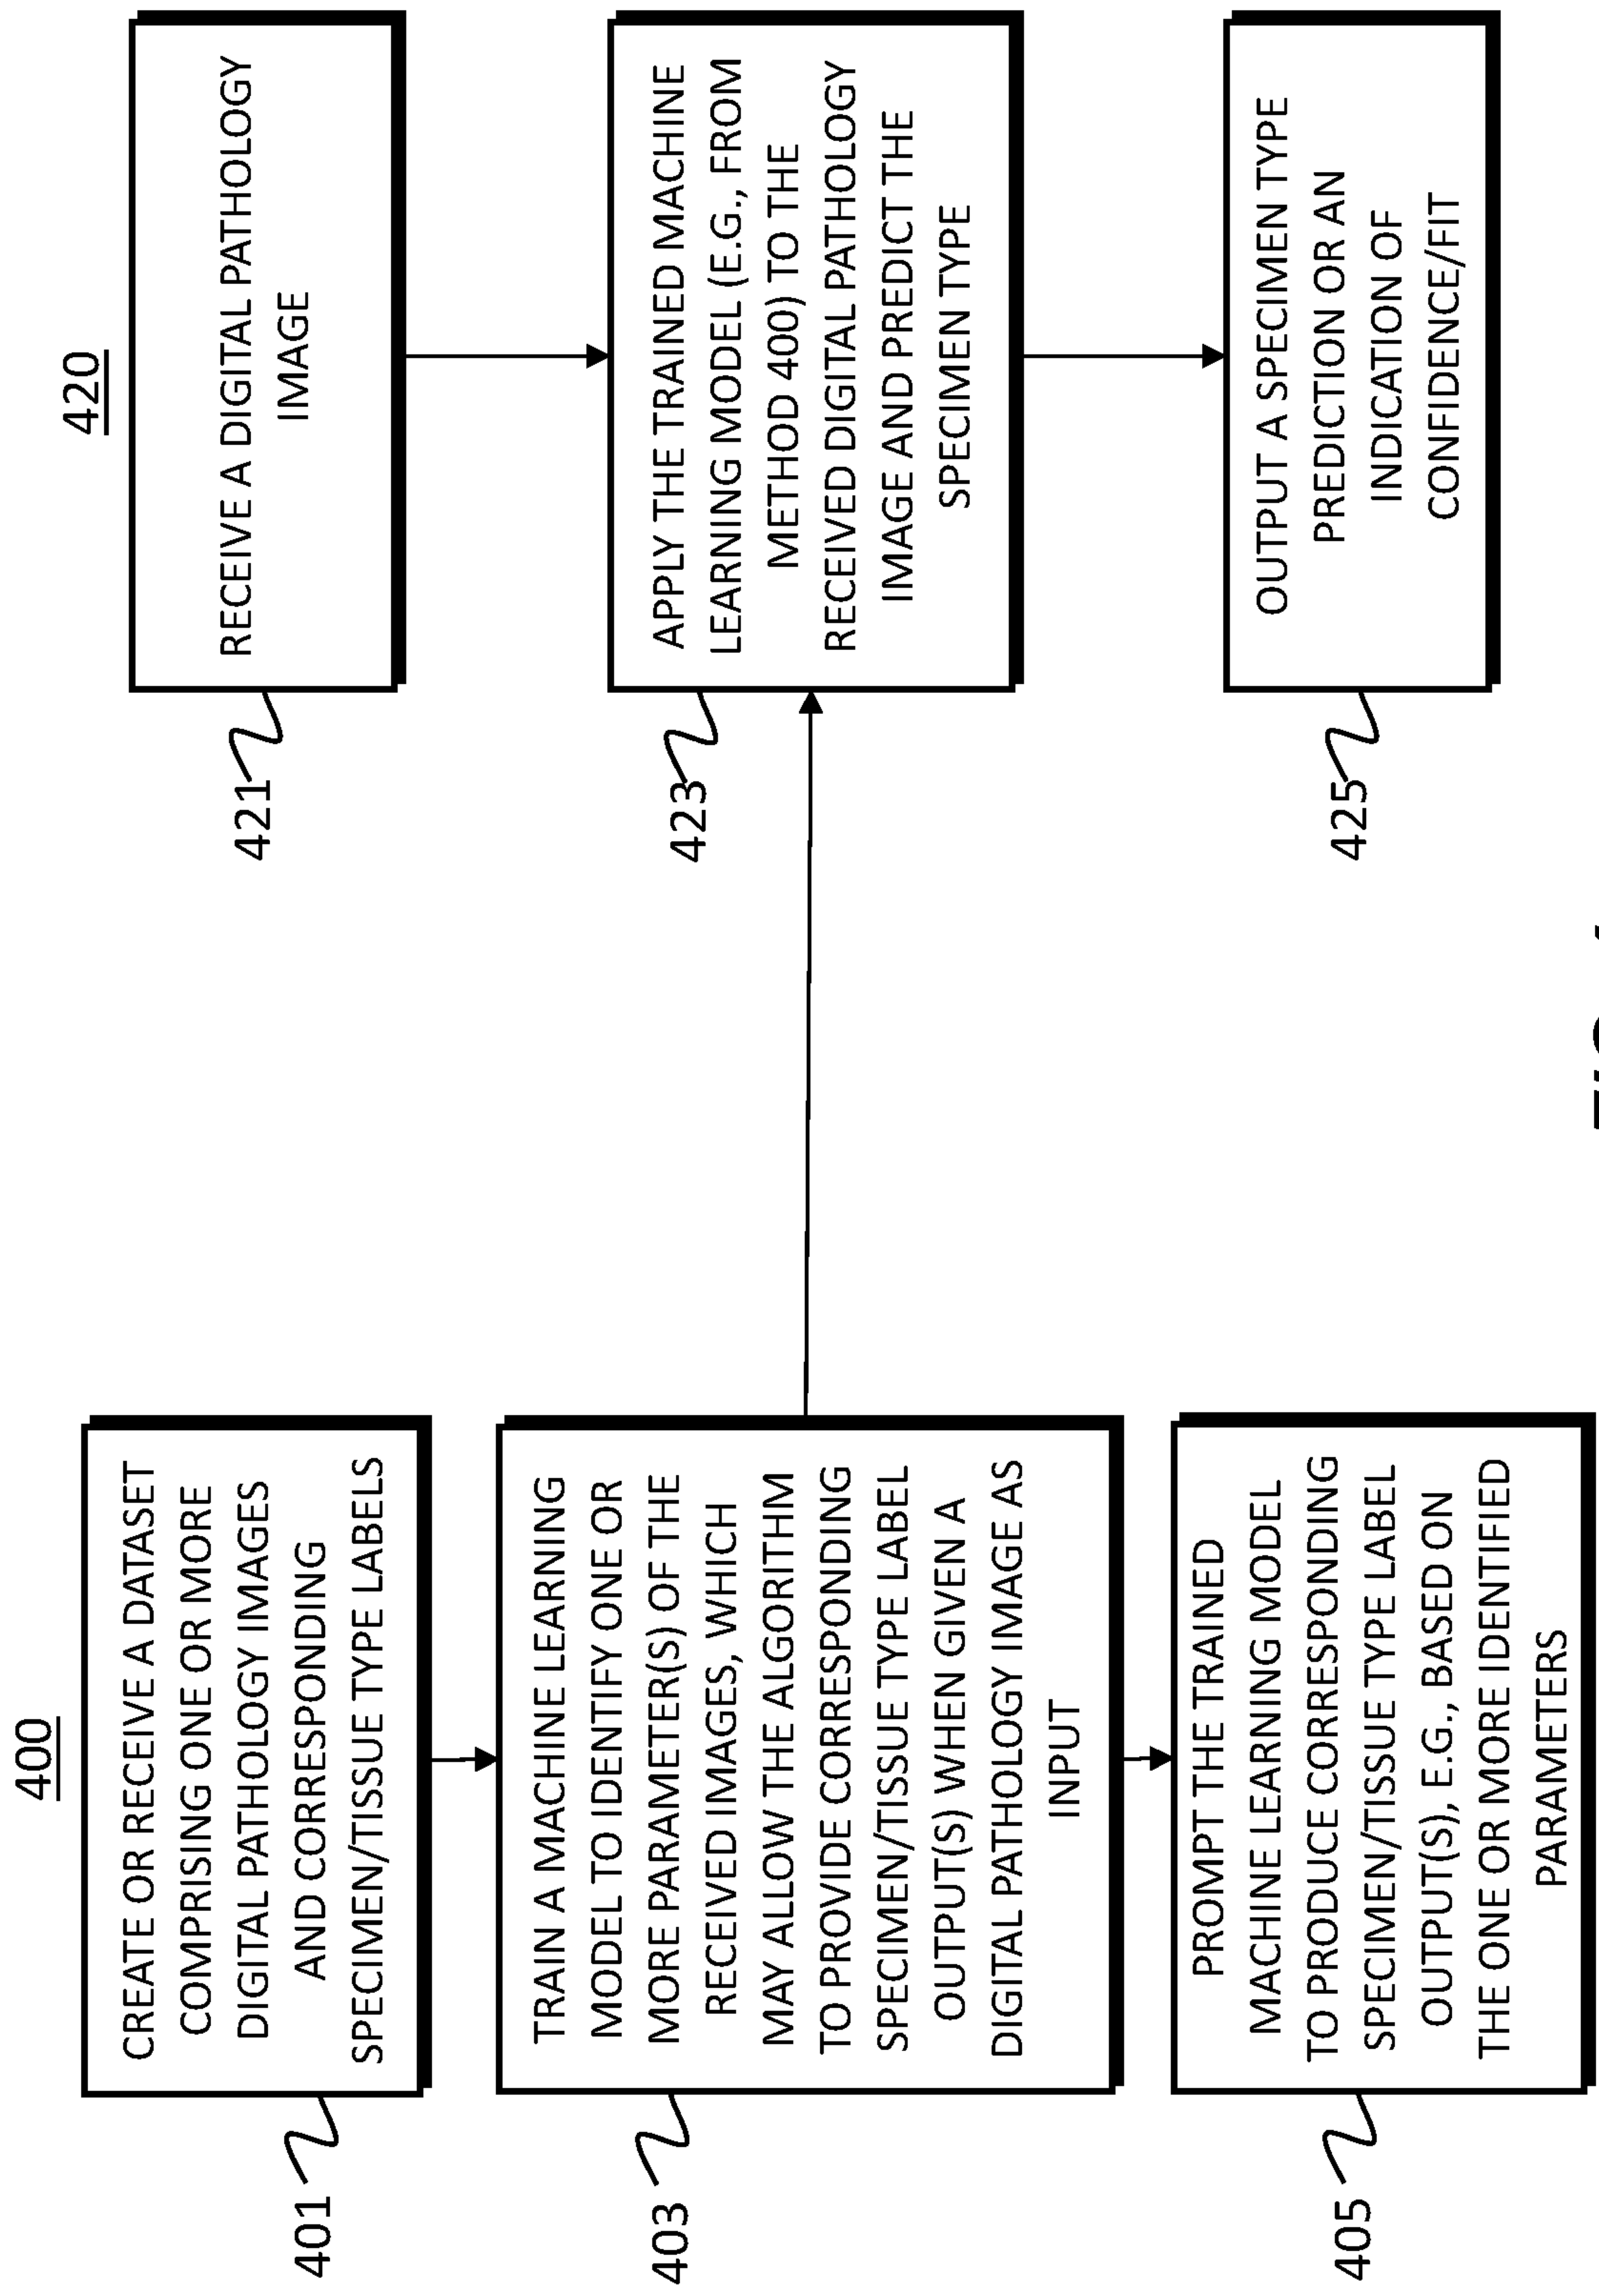 400
401
CREATE OR RECEIVE A DATASET
COMPRISING ONE OR MORE
DIGITAL PATHOLOGY IMAGES
AND CORRESPONDING
SPECIMEN/TISSUE TYPE LABELS
403
TRAIN A MACHINE LEARNING
MODEL TO IDENTIFY ONE OR
MORE PARAMETER(S) OF THE
RECEIVED IMAGES, WHICH
MAY ALLOW THE ALGORITHM
TO PROVIDE CORRESPONDING
SPECIMEN/TISSUE TYPE LABEL
OUTPUT(S) WHEN GIVEN A
DIGITAL PATHOLOGY IMAGE AS
INPUT
405
PROMPT THE TRAINED
MACHINE LEARNING MODEL
TO PRODUCE CORRESPONDING
SPECIMEN/TISSUE TYPE LABEL
OUTPUT(S), E.G., BASED ON
THE ONE OR MORE IDENTIFIED
PARAMETERS
420
421
RECEIVE A DIGITAL PATHOLOGY
IMAGE
423
APPLY THE TRAINED MACHINE
LEARNING MODEL (E.G., FROM
METHOD 400) TO THE
RECEIVED DIGITAL PATHOLOGY
IMAGE AND PREDICT THE
SPECIMEN TYPE
425
OUTPUT A SPECIMEN TYPE
PREDICTION OR AN
INDICATION OF
CONFIDENCE/FIT